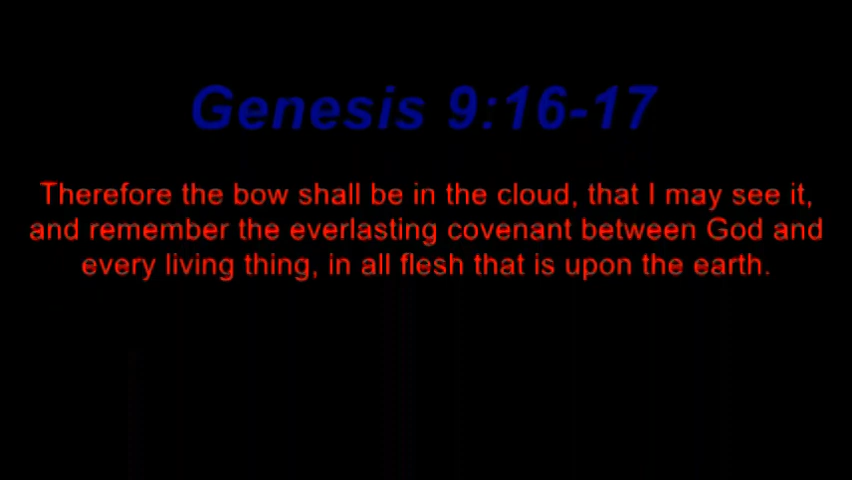 Genesis 9:16-17
Therefore the bow shall be in the cloud, that I may see it,
and remember the everlasting covenant between God and
every living thing, in all flesh that is upon the earth.